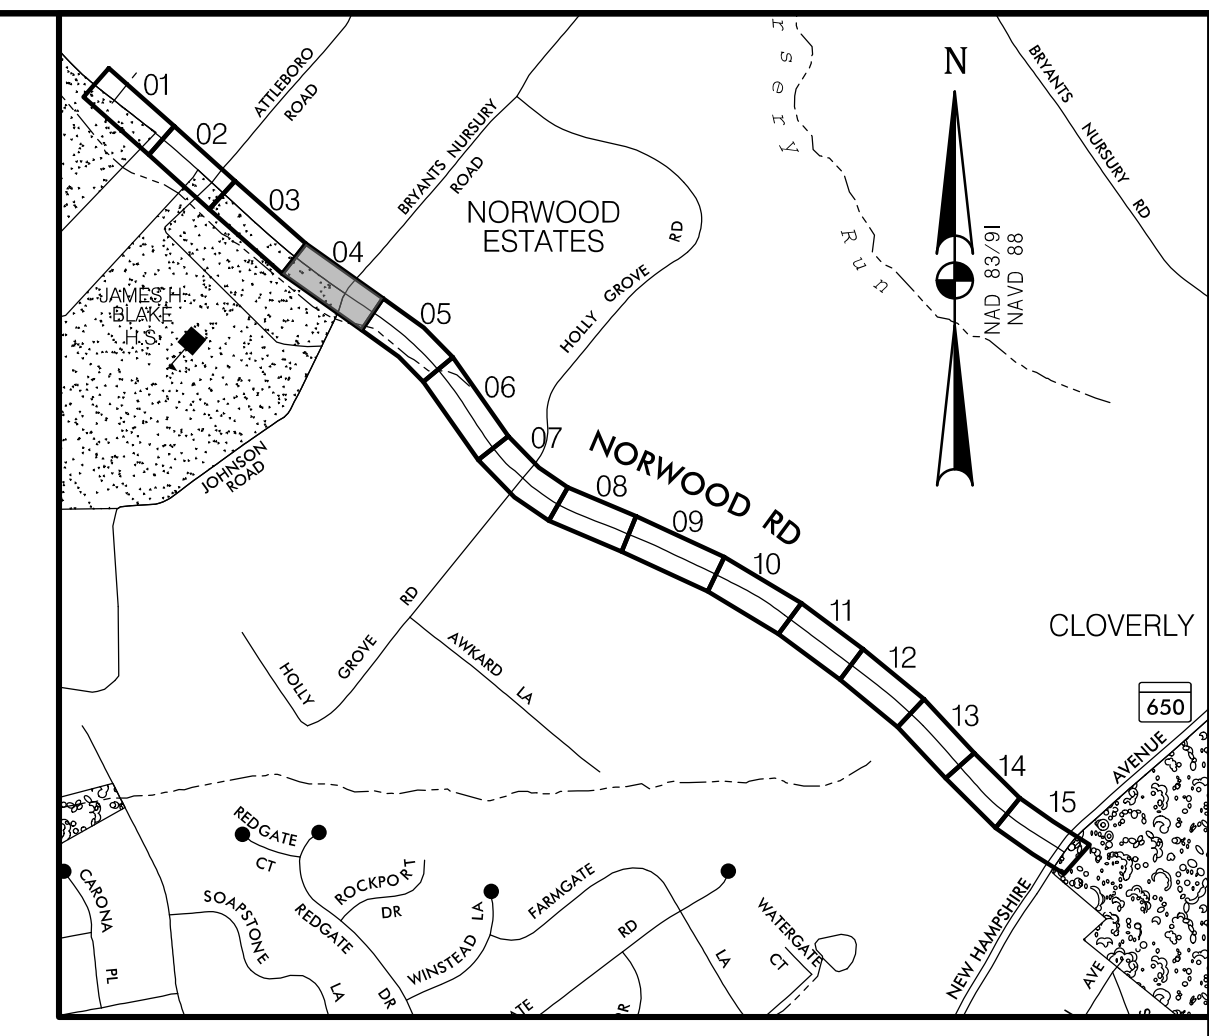 01
ATTLEBORO
ROAD
02
BRYANTS NURSURY
ROAD
r s e r y
R u n
N
NAD 83/91
NAVD 88
BRYANTS
NURSURY RD
03
NORWOOD
ESTATES
RD
HOLLY GROVE
04
JAMES H.
BLAKE
H.S.
05
06
JOHNSON
ROAD
07
NORWOOD RD
08
09
10
11
12
13
14
15
CLOVERLY
650
AVENUE
NEW HAMPSHIRE
HOLLY
GROVE RD
AWKARD LA
REDGATE
CT
CARONA
PL
SOAPSTONE
LA
REDGATE
DR
ROCKPORT
DR
WINSTEAD LA
FARMGATE
LA
RD
WATERGATE
CT
AVE
ATE